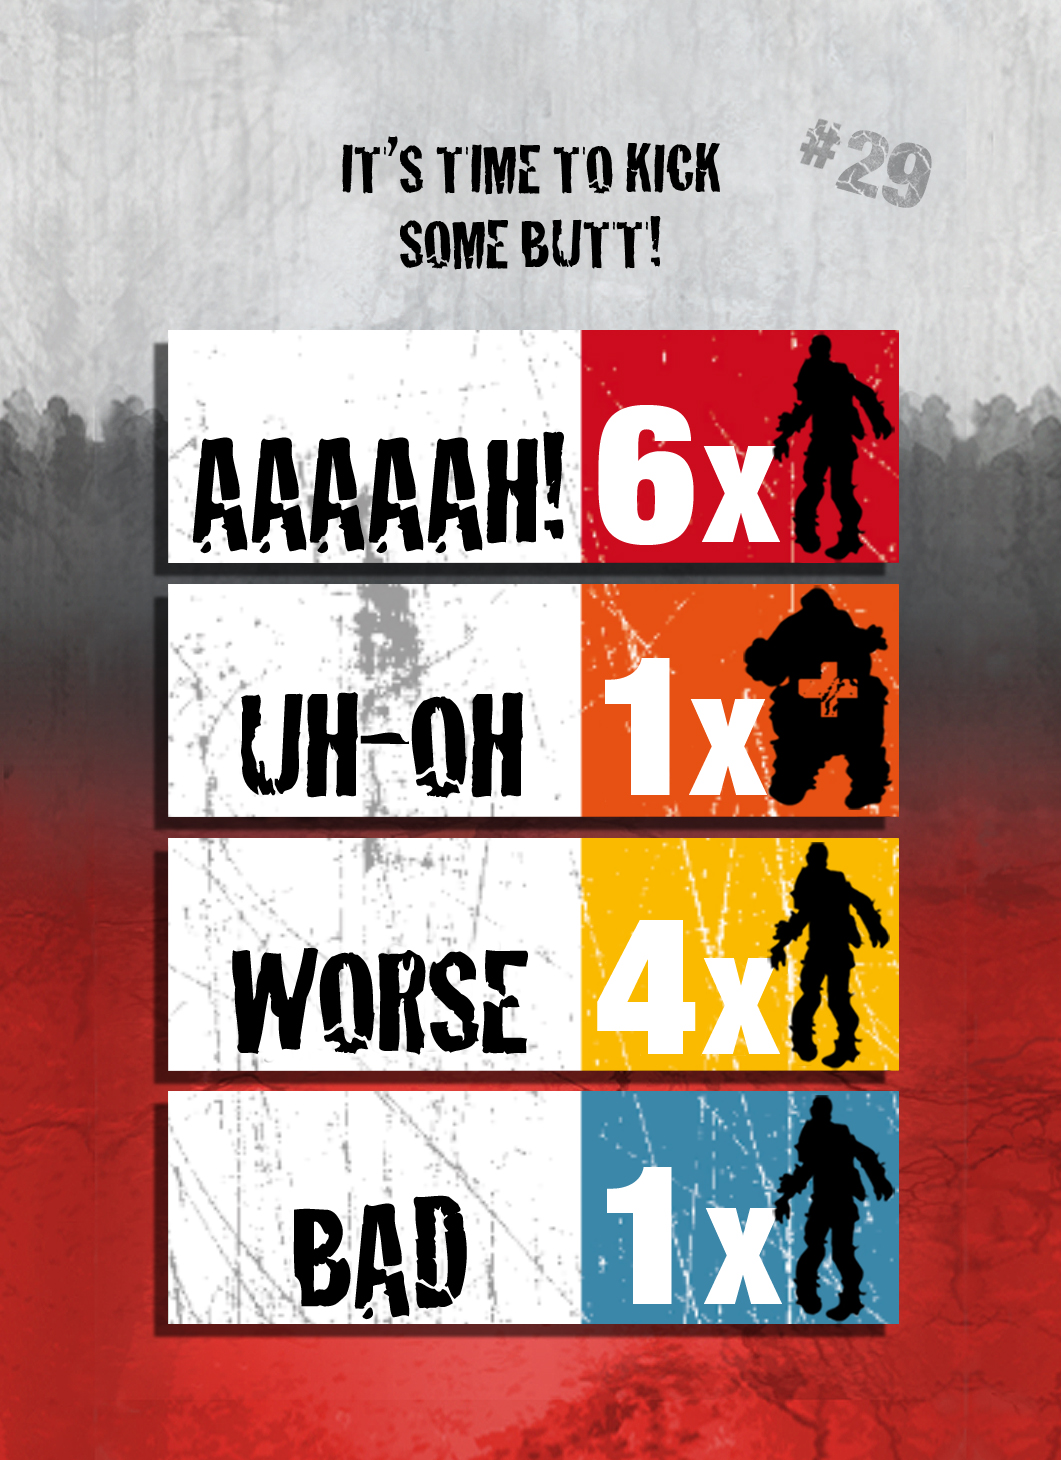 IT'S TIME TO KICK
#29
SOME BUTT!
AAAAAH!
6x
UH-OH
1x
WORSE
4x
BAD
1x